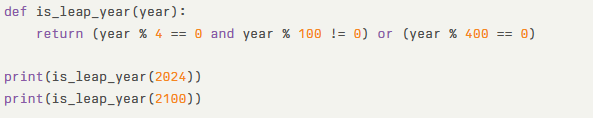 def is_leap_year(year):
    return (year % 4 == 0 and year % 100 != 0) or (year % 400 == 0)

print(is_leap_year(2024))
print(is_leap_year(2100))